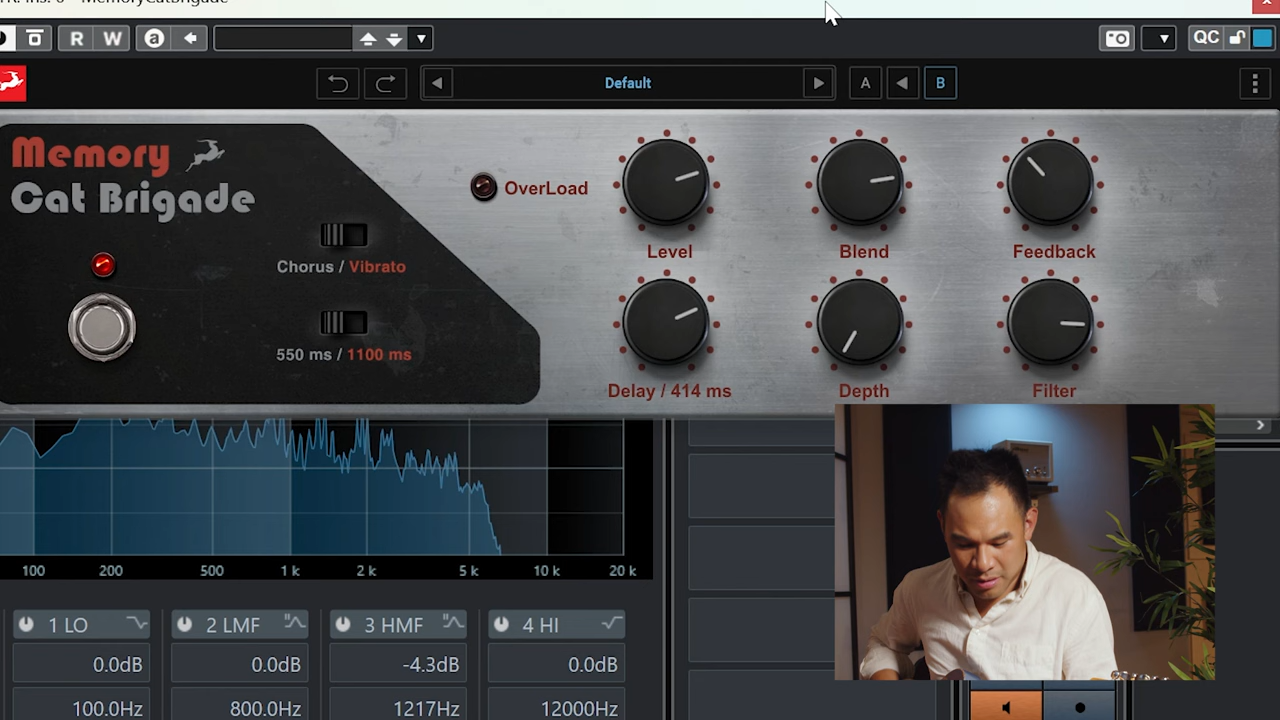 R W a QC
Default A B
Memory
Cat Brigade
OverLoad
Chorus / Vibrato
550 ms / 1100 ms
Level Blend Feedback
Delay / 414 ms Depth Filter
100 200 500 1 k 2 k 5 k 10 k 20 k
1 LO 2 LMF 3 HMF 4 HI
0.0dB 0.0dB -4.3dB 0.0dB
100.0Hz 800.0Hz 1217Hz 12000Hz